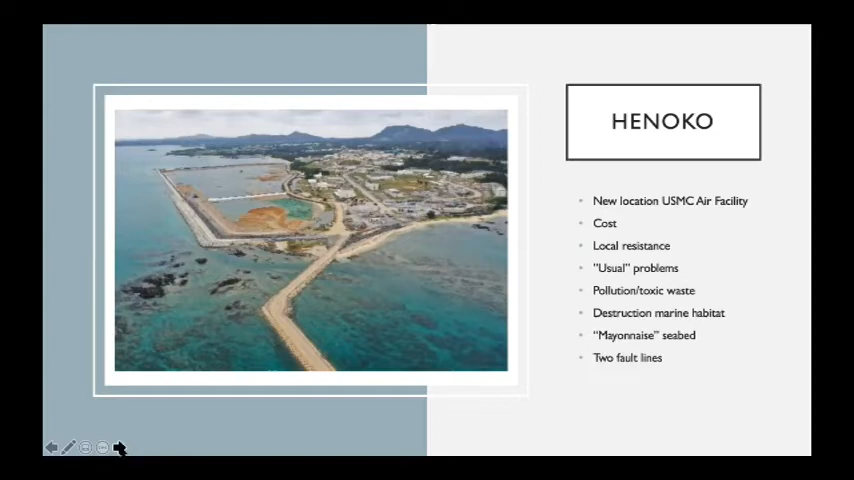 HENOKO
• New location USMC Air Facility
• Cost
• Local resistance
• "Usual" problems
• Pollution/toxic waste
• Destruction marine habitat
• "Mayonnaise" seabed
• Two fault lines